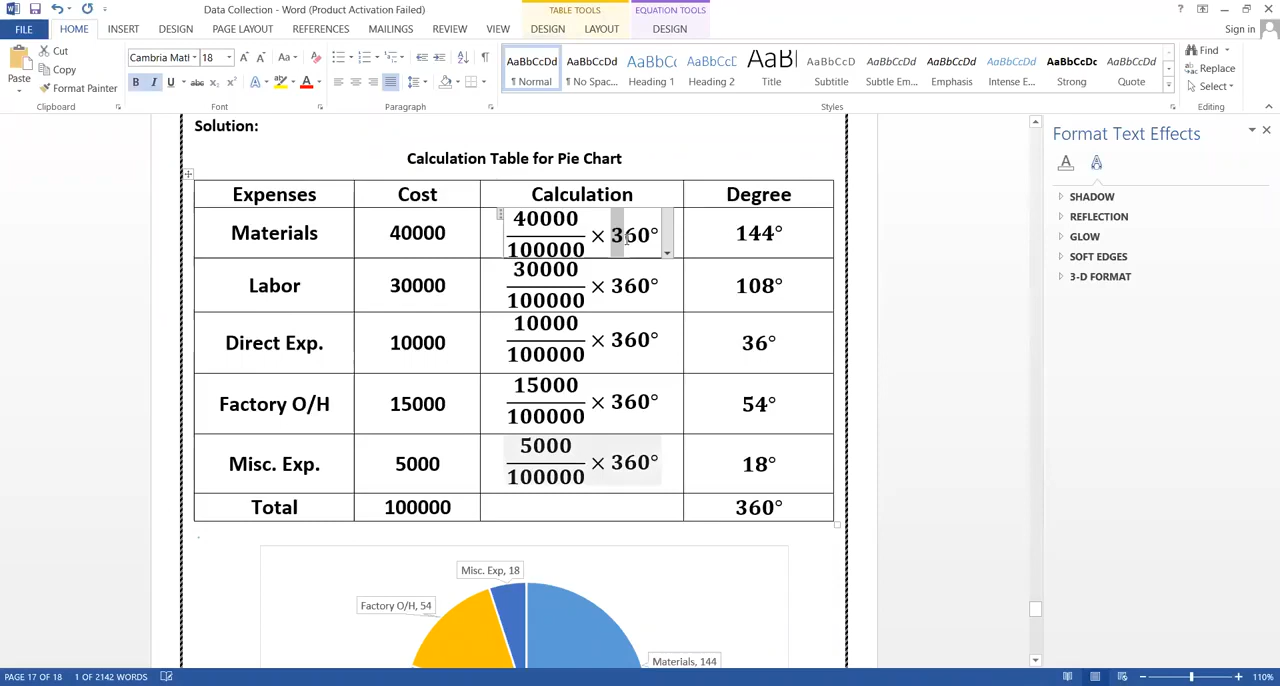 Data Collection - Word (Product Activation Failed)
TABLE TOOLS
EQUATION TOOLS
?
FILE
HOME
INSERT
DESIGN
PAGE LAYOUT
REFERENCES
MAILINGS
REVIEW
VIEW
DESIGN
LAYOUT
DESIGN
Sign in
Paste
Cut
Copy
Format Painter
Clipboard
Cambria Matl
18
Aa
B I U abc x₂ x²
A
Font
Paragraph
AaBbCcDd
¶ Normal
AaBbCcDd
¶ No Spac...
AaBbCc
Heading 1
AaBbCcC
Heading 2
AaBl
Title
AaBbCcD
Subtitle
AaBbCcDd
Subtle Em...
AaBbCcDd
Emphasis
AaBbCcDd
Intense E...
AaBbCcDc
Strong
AaBbCcDd
Quote
Styles
Find
Replace
Select
Editing
Solution:
Calculation Table for Pie Chart
Expenses Cost Calculation Degree
Materials 40000 40000/100000 × 360° 144°
Labor 30000 30000/100000 × 360° 108°
Direct Exp. 10000 10000/100000 × 360° 36°
Factory O/H 15000 15000/100000 × 360° 54°
Misc. Exp. 5000 5000/100000 × 360° 18°
Total 100000 360°
Misc. Exp, 18
Factory O/H, 54
Materials, 144
Format Text Effects
SHADOW
REFLECTION
GLOW
SOFT EDGES
3-D FORMAT
PAGE 17 OF 18
1 OF 2142 WORDS
110%